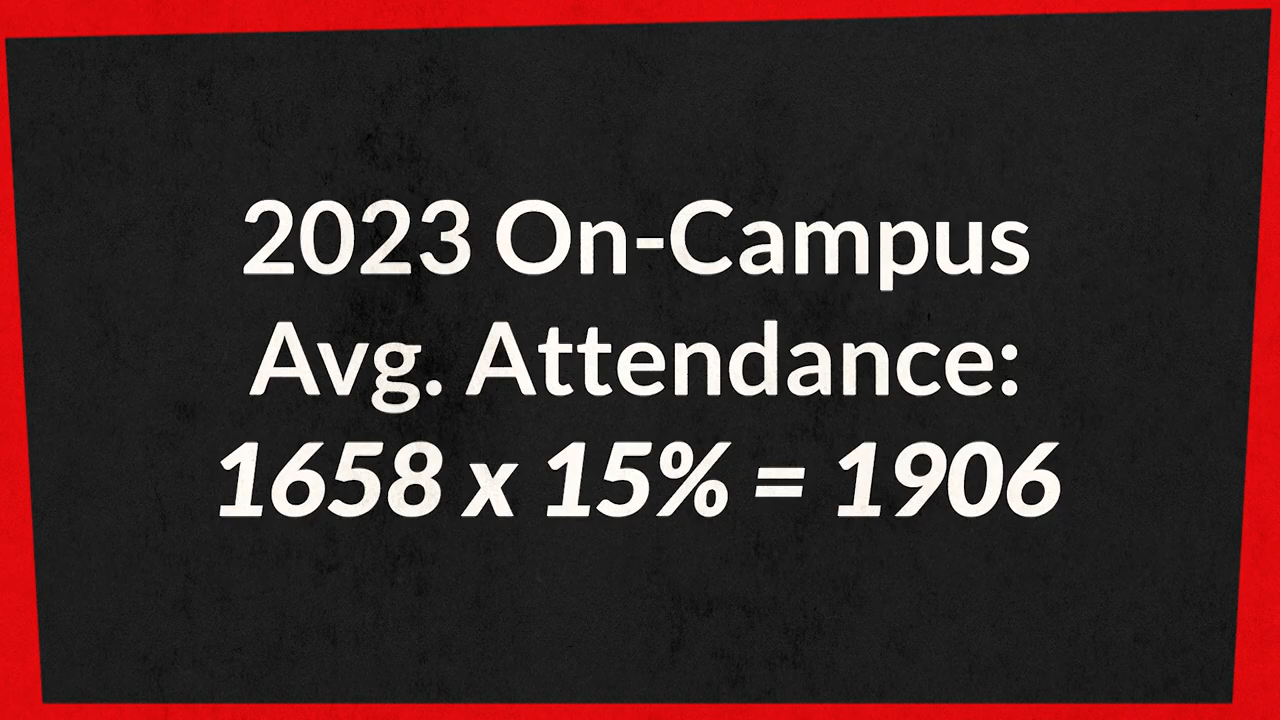 2023 On-Campus
Avg. Attendance:
1658 x 15% = 1906